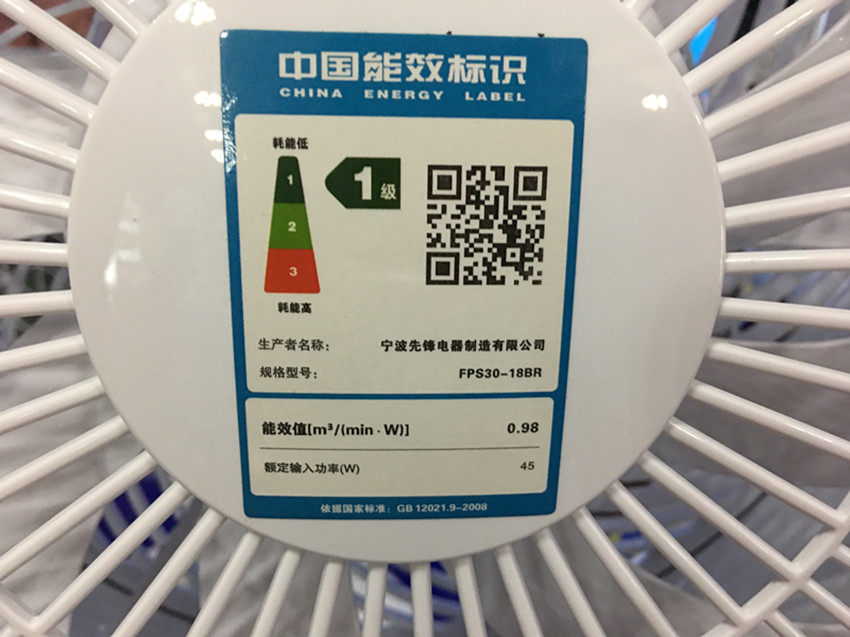 中国能效标识
CHINA ENERGY LABEL
耗能低
1
2
3
耗能高
1级
生产者名称： 宁波先锋电器制造有限公司
规格型号： FPS30-18BR
能效值[m³/(min·W)] 0.98
额定输入功率(W) 45
依据国家标准：GB 12021.9-2008